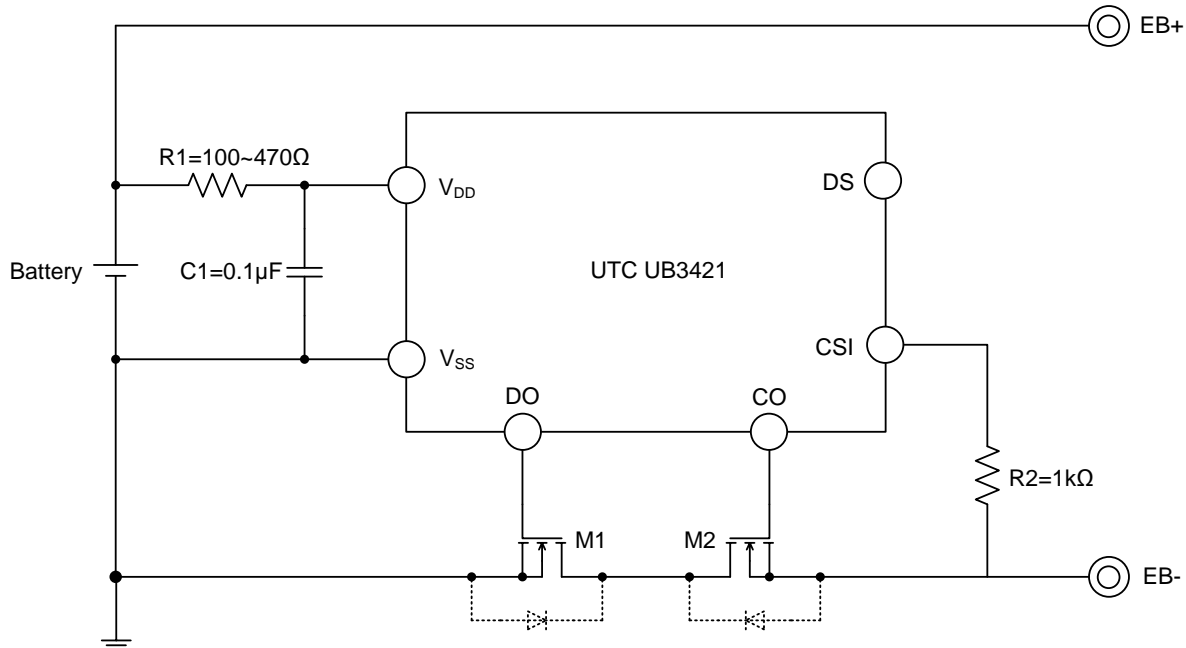 EB+
R1=100~470Ω
VDD
DS
Battery
C1=0.1µF
UTC UB3421
VSS
CSI
DO
CO
R2=1kΩ
M1
M2
EB-